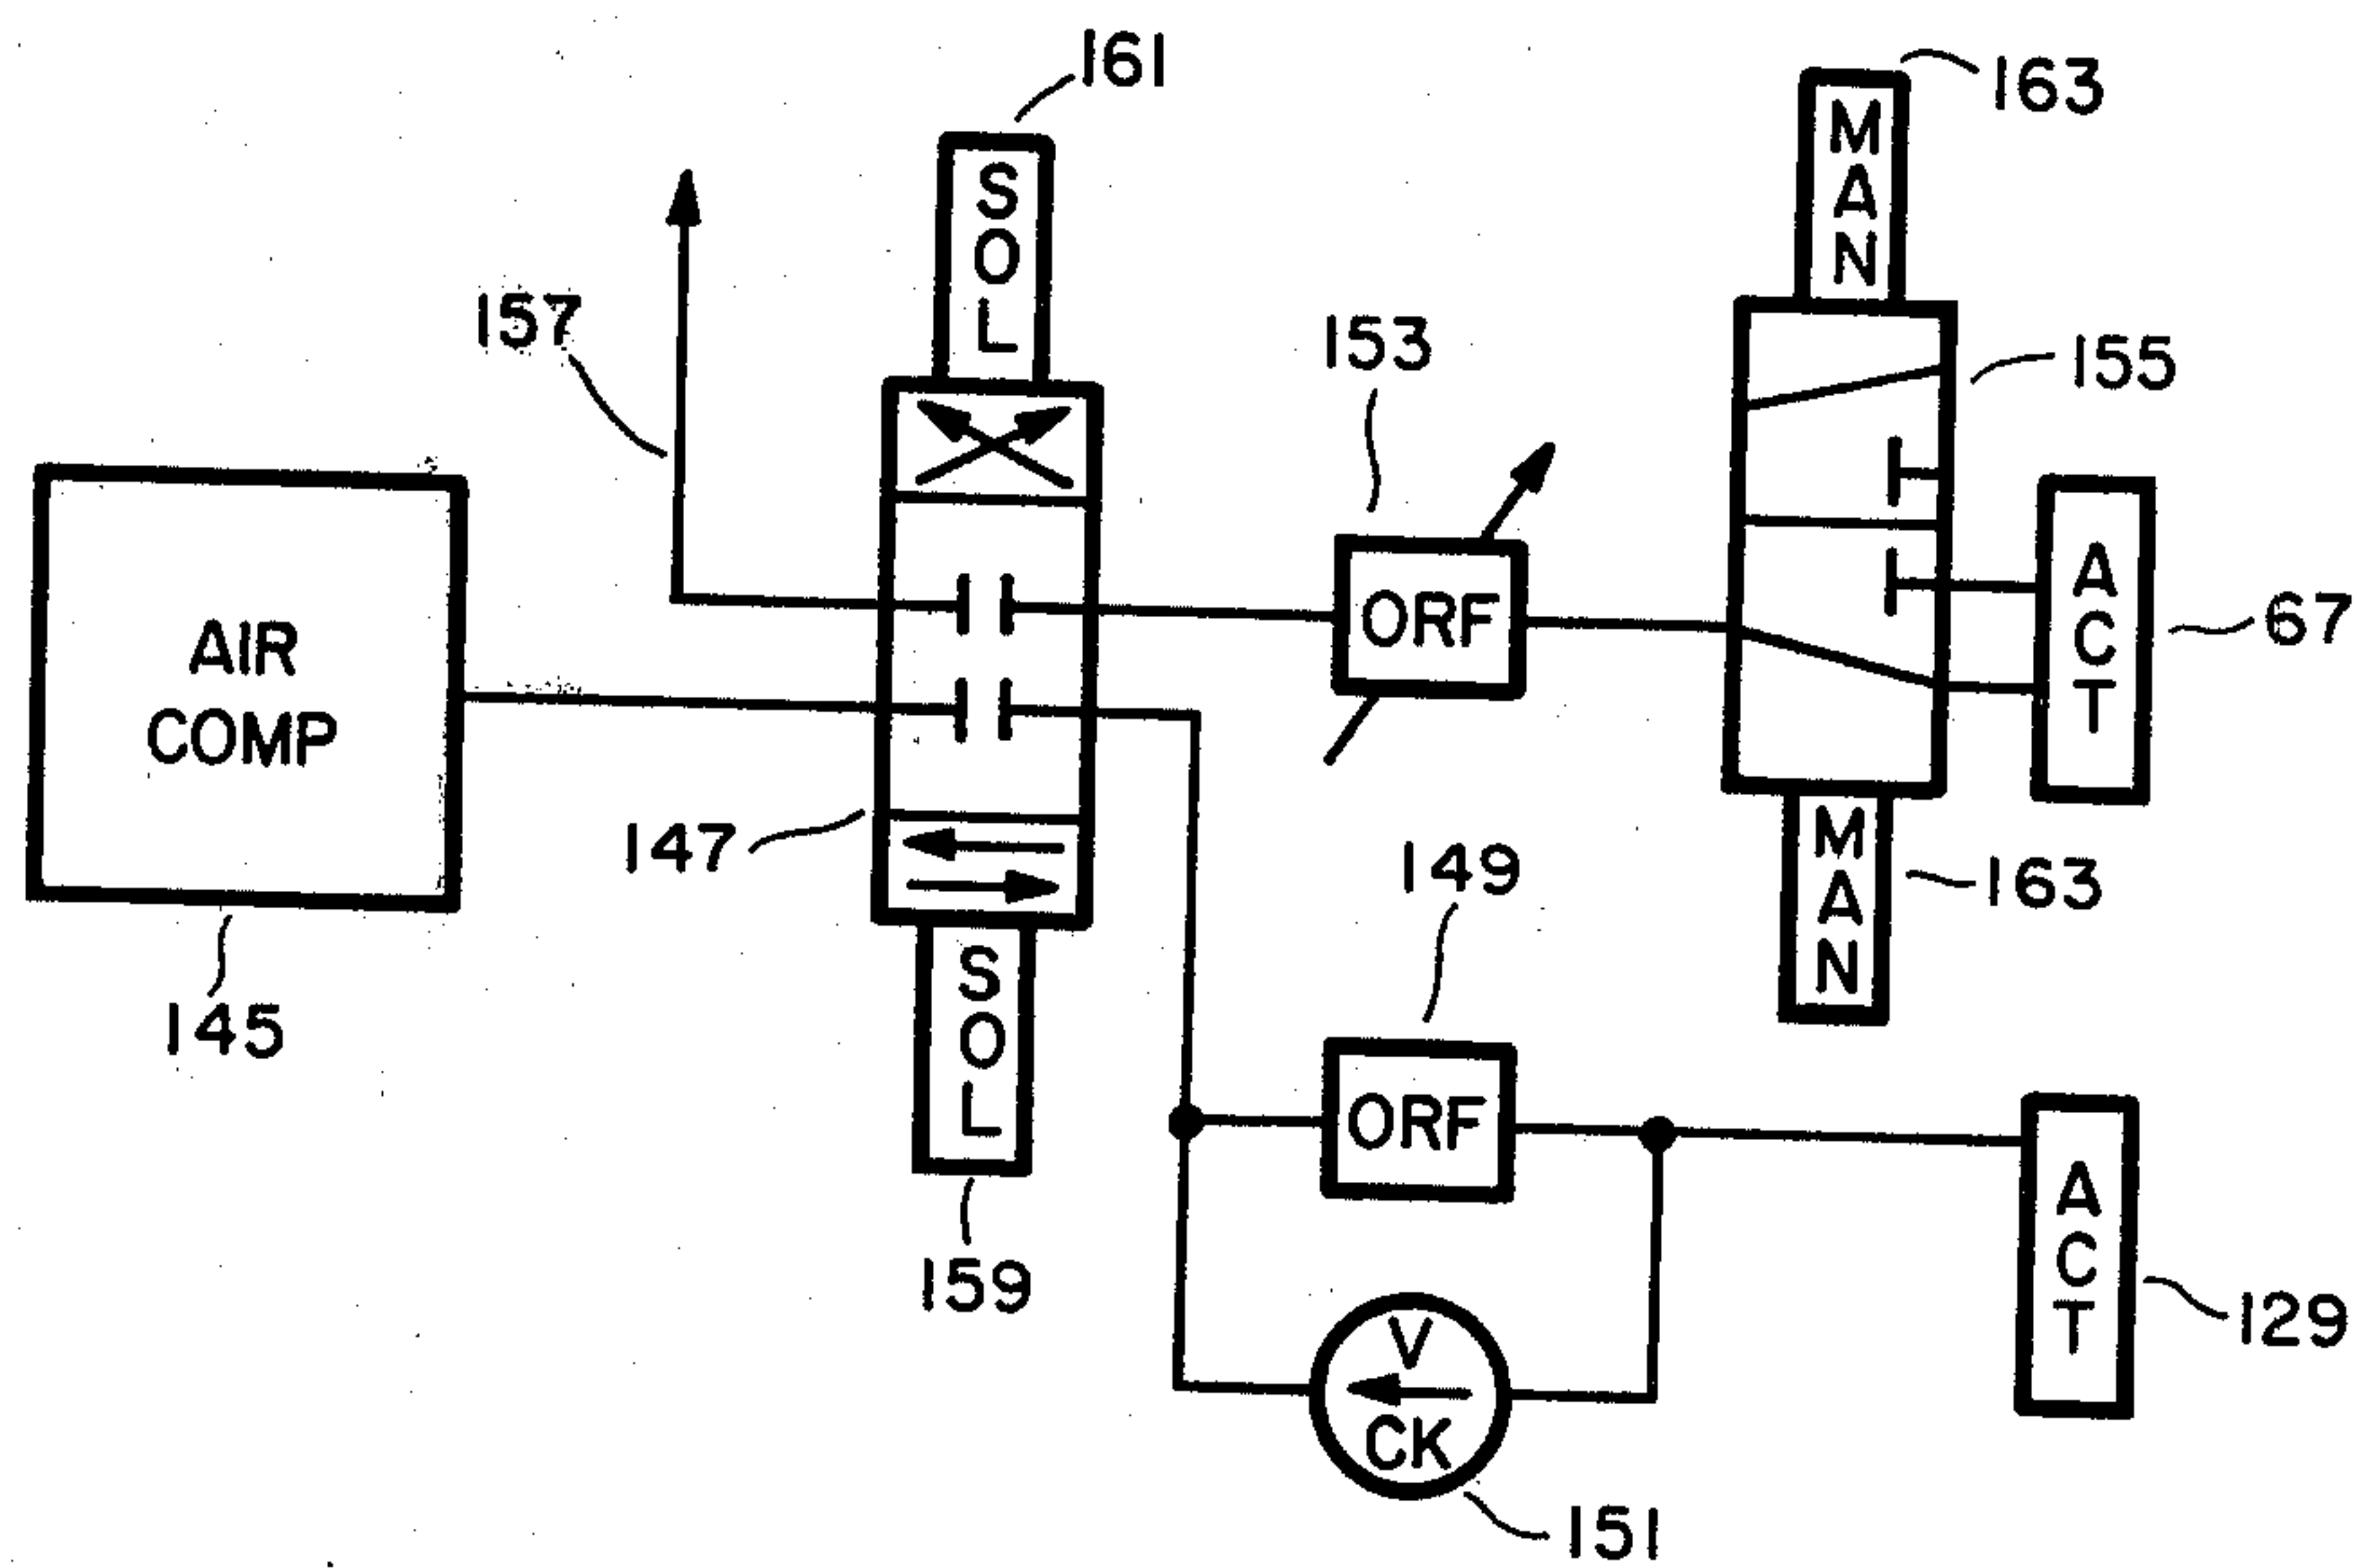 161
163
SOL
MAN
157
153
155
AIR
COMP
ORF
ACT
67
147
MAN
163
149
145
SOL
ORF
159
ACT
129
V
CK
151